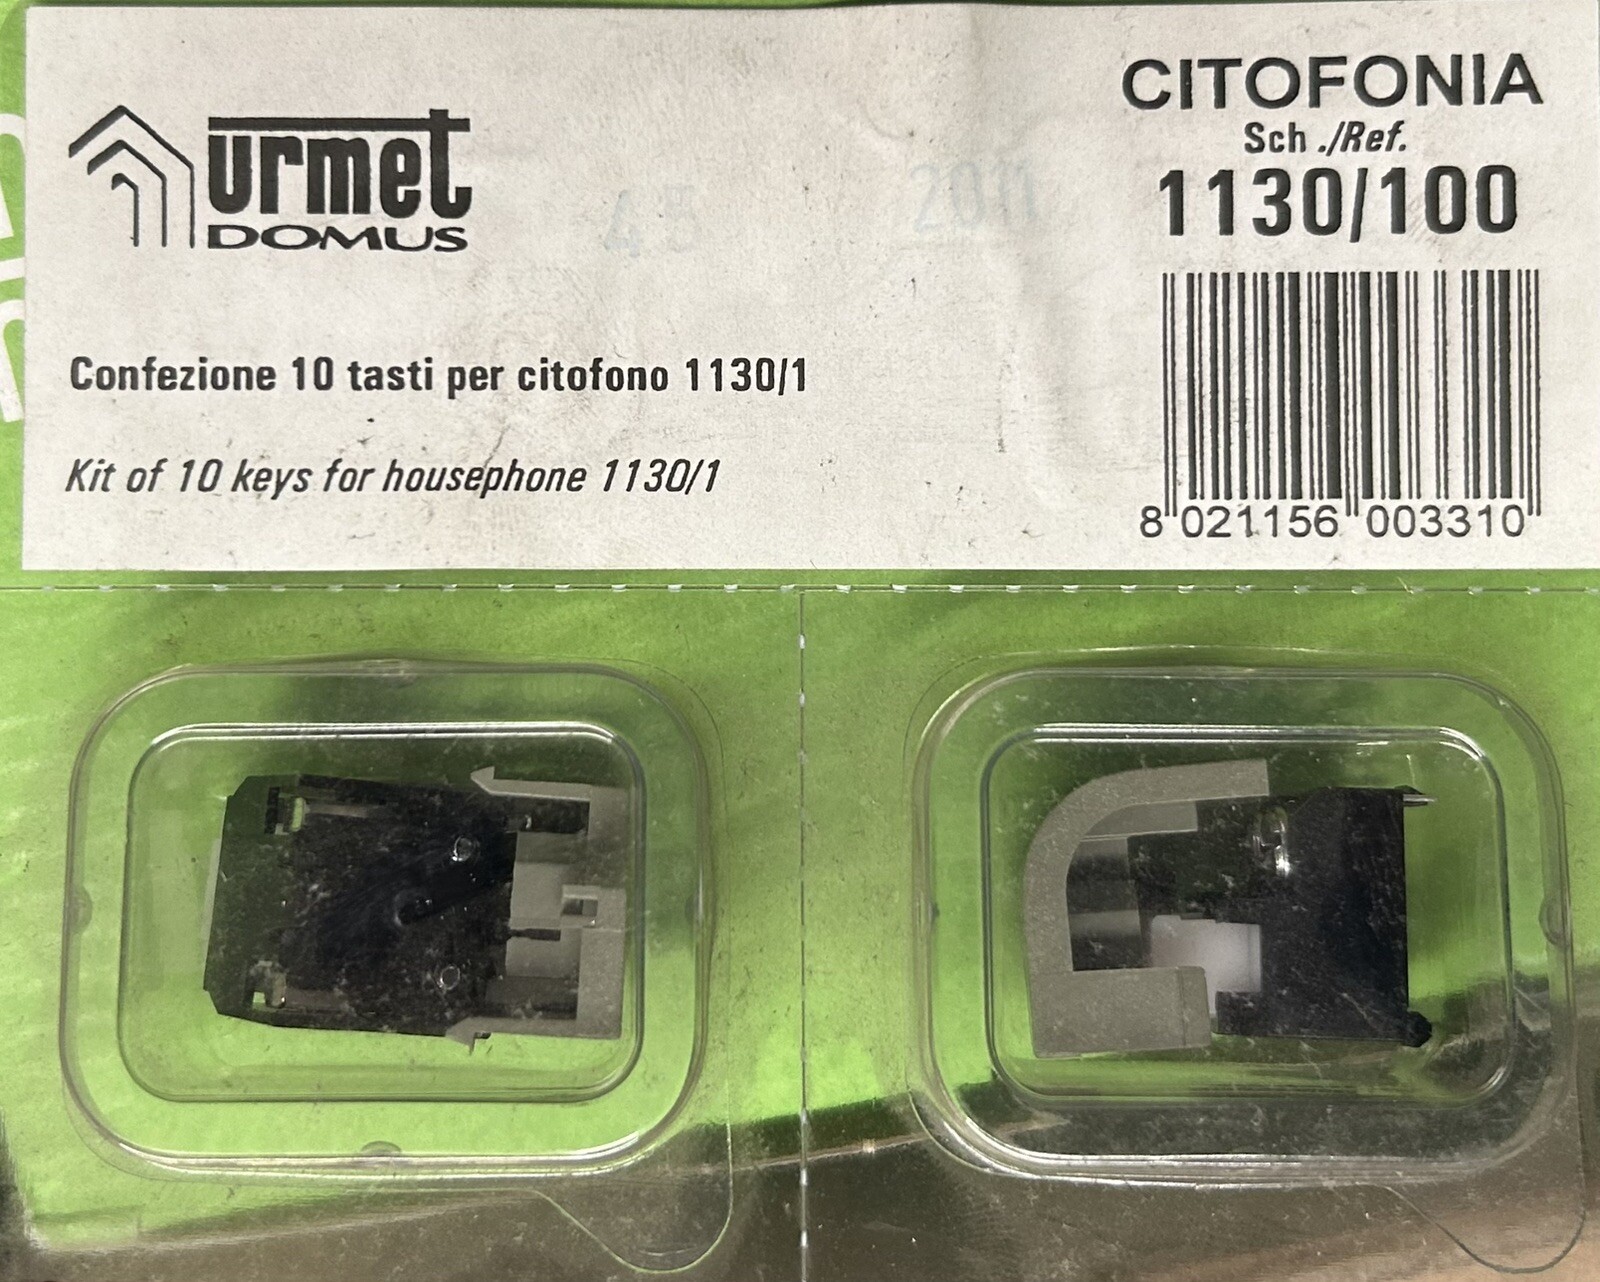 urmet
DOMUS
CITOFONIA
Sch ./Ref.
1130/100
Confezione 10 tasti per citofono 1130/1
Kit of 10 keys for housephone 1130/1
8 021156 003310